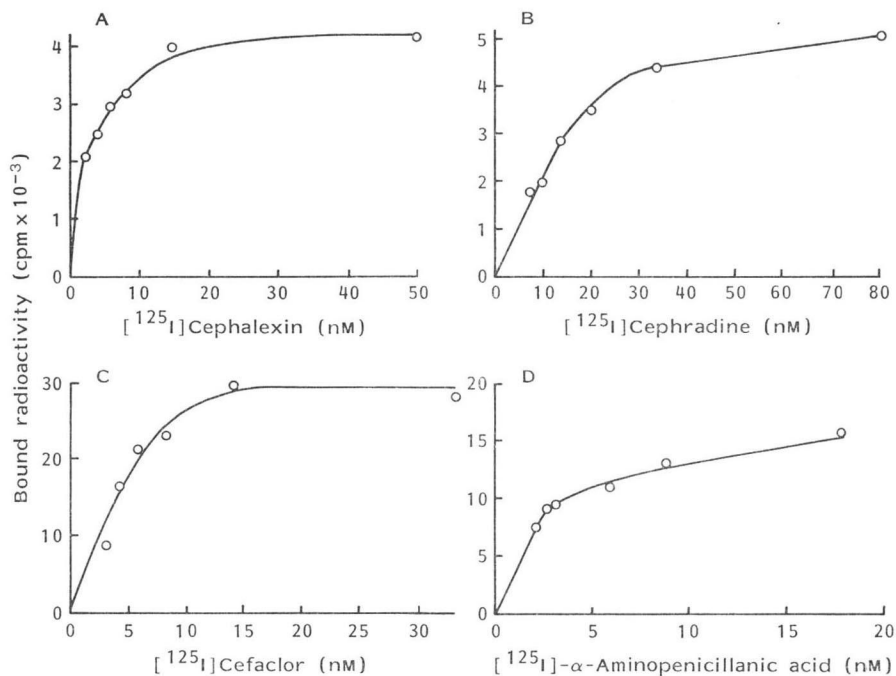 A
B
4
3
2
1
0
0 10 20 30 40 50
[125I]Cephalexin (nM)
5
4
3
2
1
0
0 10 20 30 40 50 60 70 80
[125I]Cephradine (nM)
Bound radioactivity (cpm x 10−3)
C
D
30
20
10
0
0 5 10 15 20 25 30
[125I]Cefaclor (nM)
20
15
10
5
0
0 5 10 15 20
[125I]-α-Aminopenicillanic acid (nM)